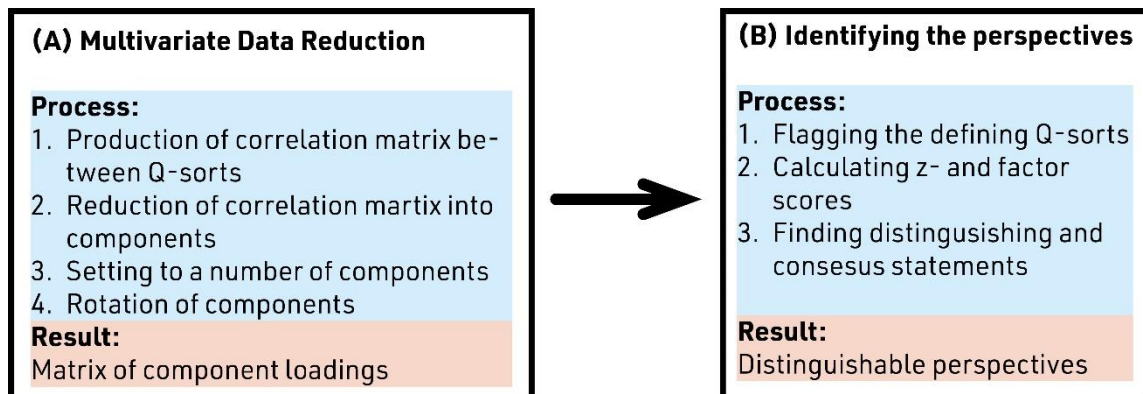 (A) Multivariate Data Reduction
Process:
1. Production of correlation matrix be-
tween Q-sorts
2. Reduction of correlation martix into
components
3. Setting to a number of components
4. Rotation of components
Result:
Matrix of component loadings
(B) Identifying the perspectives
Process:
1. Flagging the defining Q-sorts
2. Calculating z- and factor
scores
3. Finding distingusishing and
consesus statements
Result:
Distinguishable perspectives